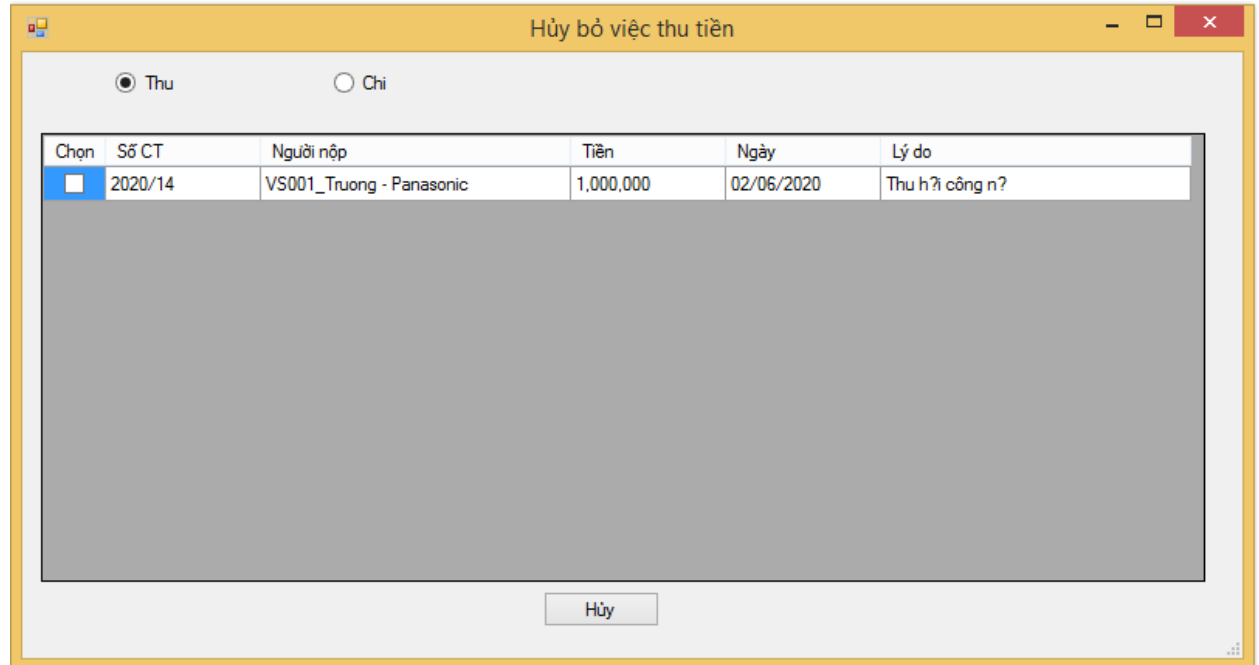 Hủy bỏ việc thu tiền
Thu Chi
Chọn Số CT Người nộp Tiền Ngày Lý do
2020/14 VS001_Truong - Panasonic 1,000,000 02/06/2020 Thu h?i công n?
Hủy